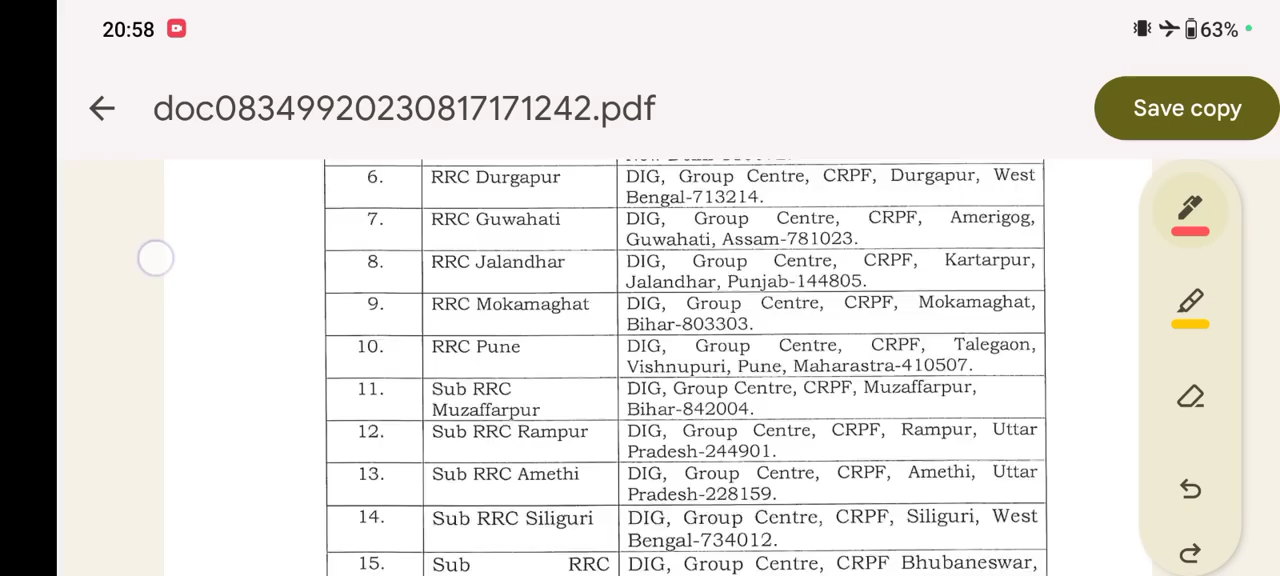 20:58
63%
doc08349920230817171242.pdf
Save copy
6. RRC Durgapur DIG, Group Centre, CRPF, Durgapur, West
Bengal-713214.
7. RRC Guwahati DIG, Group Centre, CRPF, Amerigog,
Guwahati, Assam-781023.
8. RRC Jalandhar DIG, Group Centre, CRPF, Kartarpur,
Jalandhar, Punjab-144805.
9. RRC Mokamaghat DIG, Group Centre, CRPF, Mokamaghat,
Bihar-803303.
10. RRC Pune DIG, Group Centre, CRPF, Talegaon,
Vishnupuri, Pune, Maharastra-410507.
11. Sub RRC DIG, Group Centre, CRPF, Muzaffarpur,
Muzaffarpur Bihar-842004.
12. Sub RRC Rampur DIG, Group Centre, CRPF, Rampur, Uttar
Pradesh-244901.
13. Sub RRC Amethi DIG, Group Centre, CRPF, Amethi, Uttar
Pradesh-228159.
14. Sub RRC Siliguri DIG, Group Centre, CRPF, Siliguri, West
Bengal-734012.
15. Sub RRC DIG, Group Centre, CRPF Bhubaneswar,